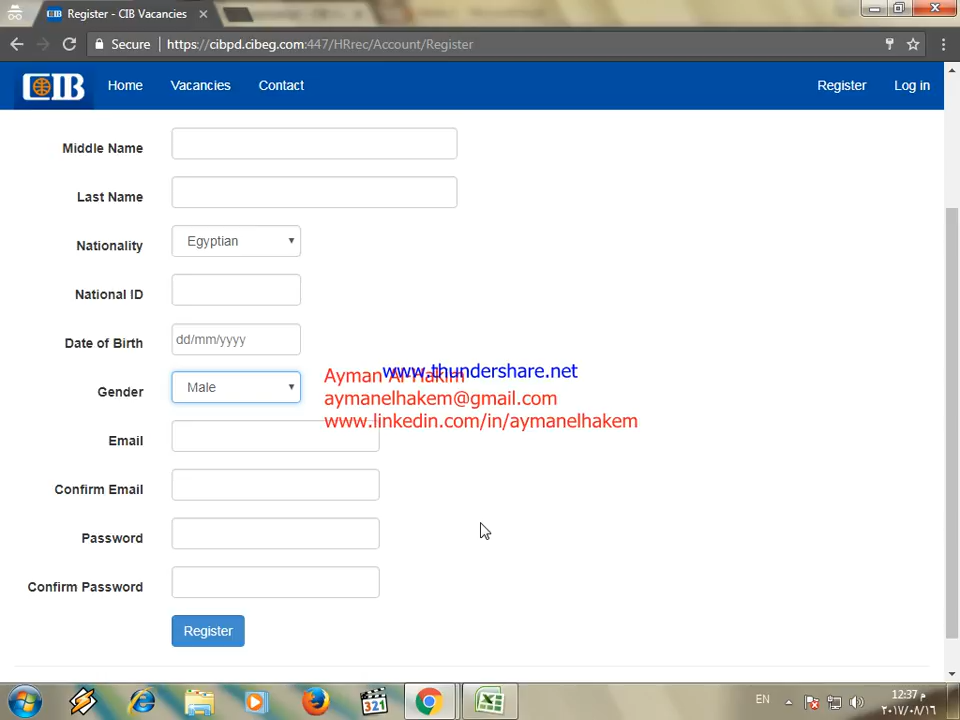 Register - CIB Vacancies
Secure https://cibpd.cibeg.com:447/HRrec/Account/Register
CIB Home Vacancies Contact Register Log in
Middle Name
Last Name
Nationality Egyptian
National ID
Date of Birth dd/mm/yyyy
Gender Male
www.thundershare.net
Ayman Al-Hakim
aymanelhakem@gmail.com
www.linkedin.com/in/aymanelhakem
Email
Confirm Email
Password
Confirm Password
Register
321
EN
12:37 م
٢٠١٧/٠٨/١٦